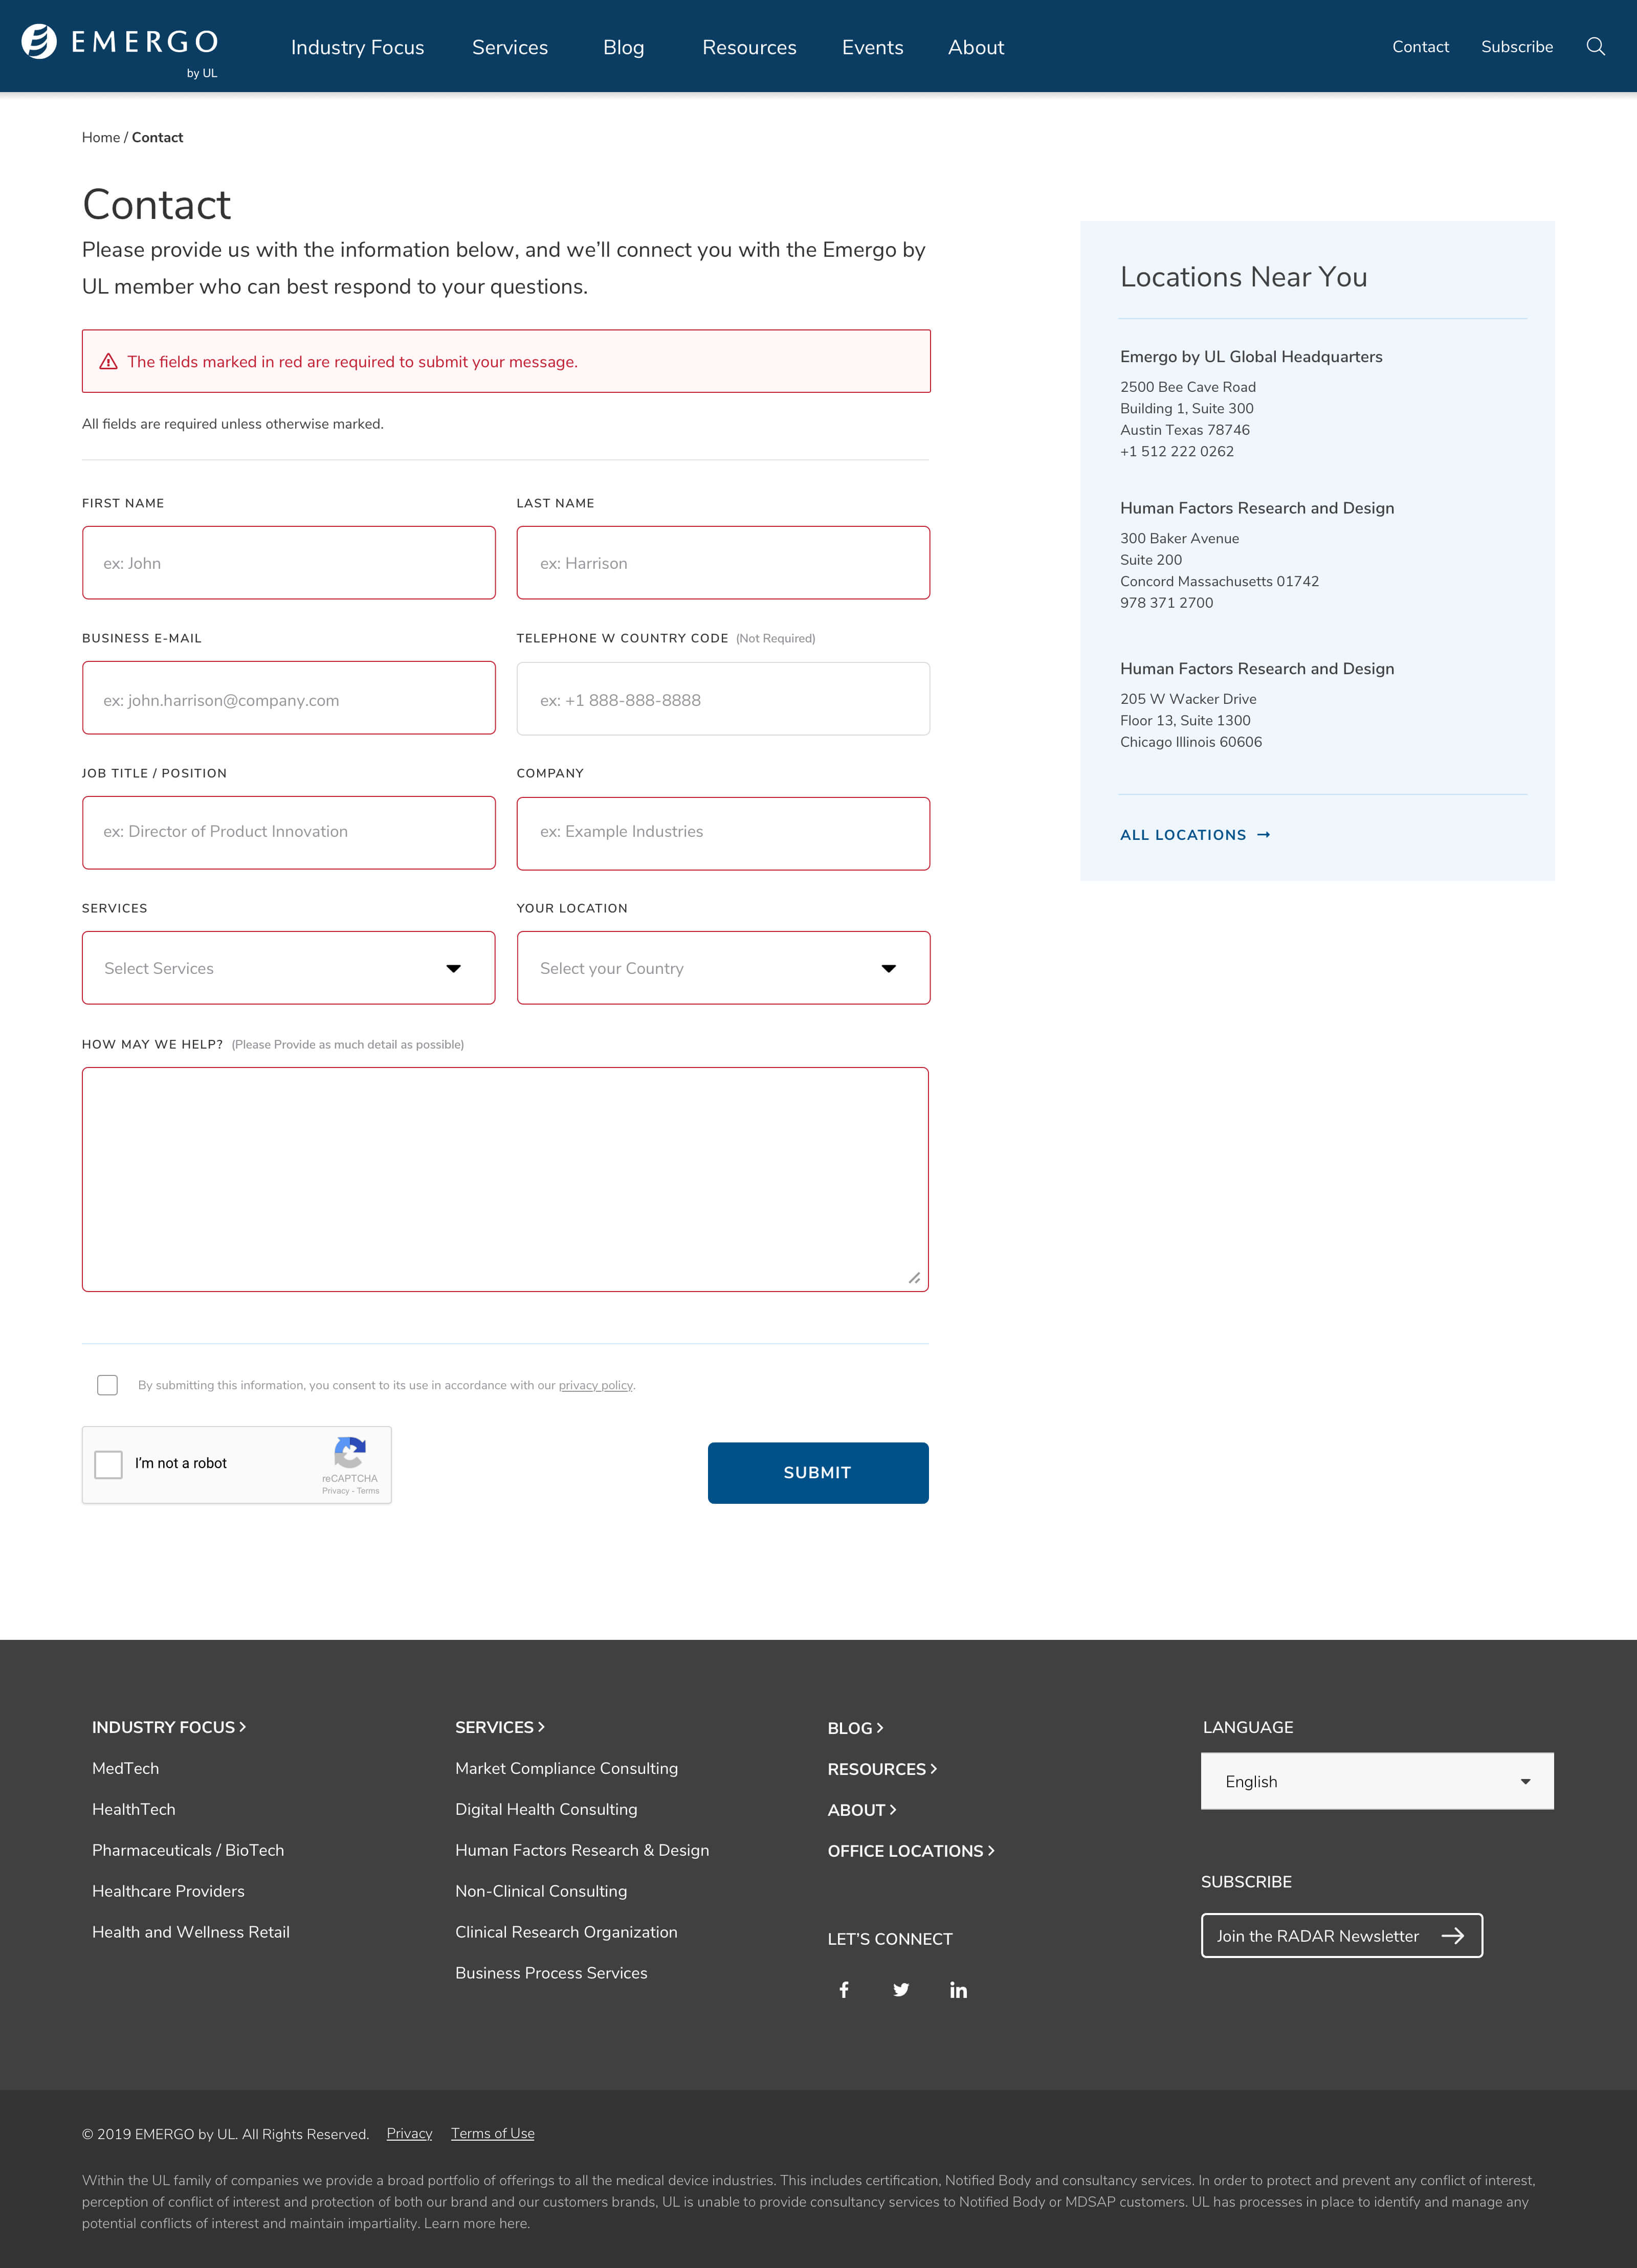 EMERGO
by UL
Industry Focus
Services
Blog
Resources
Events
About
Contact
Subscribe
Home / Contact
Contact
Please provide us with the information below, and we’ll connect you with the Emergo by
UL member who can best respond to your questions.
The fields marked in red are required to submit your message.
All fields are required unless otherwise marked.
FIRST NAME
ex: John
LAST NAME
ex: Harrison
BUSINESS E-MAIL
ex: john.harrison@company.com
TELEPHONE W COUNTRY CODE (Not Required)
ex: +1 888-888-8888
JOB TITLE / POSITION
ex: Director of Product Innovation
COMPANY
ex: Example Industries
SERVICES
Select Services
YOUR LOCATION
Select your Country
HOW MAY WE HELP? (Please Provide as much detail as possible)
By submitting this information, you consent to its use in accordance with our privacy policy.
I’m not a robot
reCAPTCHA
Privacy - Terms
SUBMIT
Locations Near You
Emergo by UL Global Headquarters
2500 Bee Cave Road
Building 1, Suite 300
Austin Texas 78746
+1 512 222 0262
Human Factors Research and Design
300 Baker Avenue
Suite 200
Concord Massachusetts 01742
978 371 2700
Human Factors Research and Design
205 W Wacker Drive
Floor 13, Suite 1300
Chicago Illinois 60606
ALL LOCATIONS →
INDUSTRY FOCUS >
MedTech
HealthTech
Pharmaceuticals / BioTech
Healthcare Providers
Health and Wellness Retail
SERVICES >
Market Compliance Consulting
Digital Health Consulting
Human Factors Research & Design
Non-Clinical Consulting
Clinical Research Organization
Business Process Services
BLOG >
RESOURCES >
ABOUT >
OFFICE LOCATIONS >
LET’S CONNECT
LANGUAGE
English
SUBSCRIBE
Join the RADAR Newsletter →
© 2019 EMERGO by UL. All Rights Reserved. Privacy Terms of Use
Within the UL family of companies we provide a broad portfolio of offerings to all the medical device industries. This includes certification, Notified Body and consultancy services. In order to protect and prevent any conflict of interest,
perception of conflict of interest and protection of both our brand and our customers brands, UL is unable to provide consultancy services to Notified Body or MDSAP customers. UL has processes in place to identify and manage any
potential conflicts of interest and maintain impartiality. Learn more here.